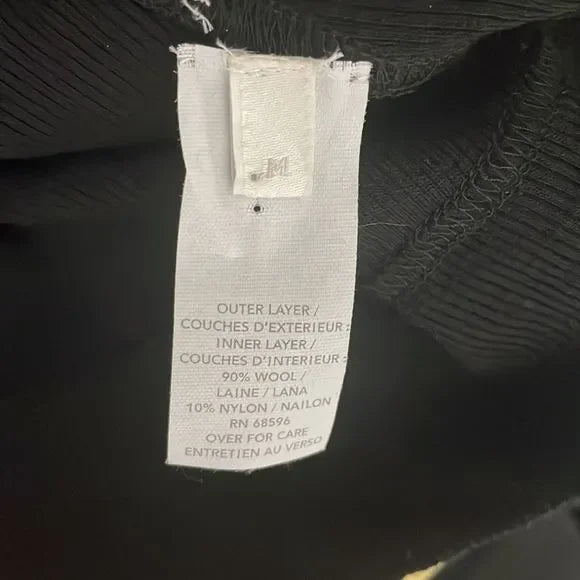 M
OUTER LAYER /
COUCHES D'EXTERIEUR :
INNER LAYER /
COUCHES D'INTERIEUR :
90% WOOL /
LAINE / LANA
10% NYLON / NAILON
RN 68596
OVER FOR CARE
ENTRETIEN AU VERSO